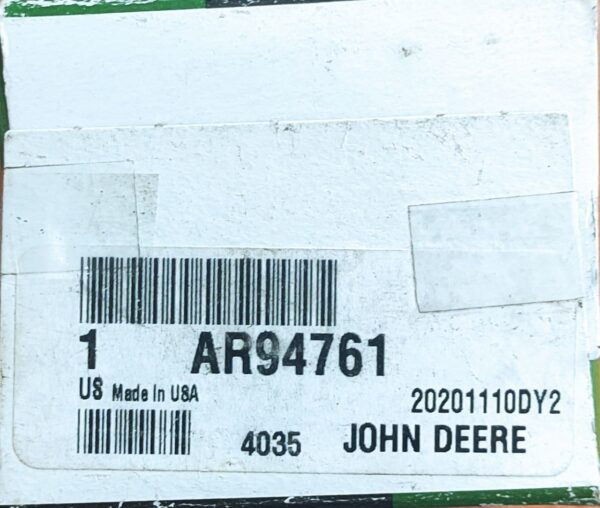 1 AR94761
US Made In USA
20201110DY2
4035 JOHN DEERE